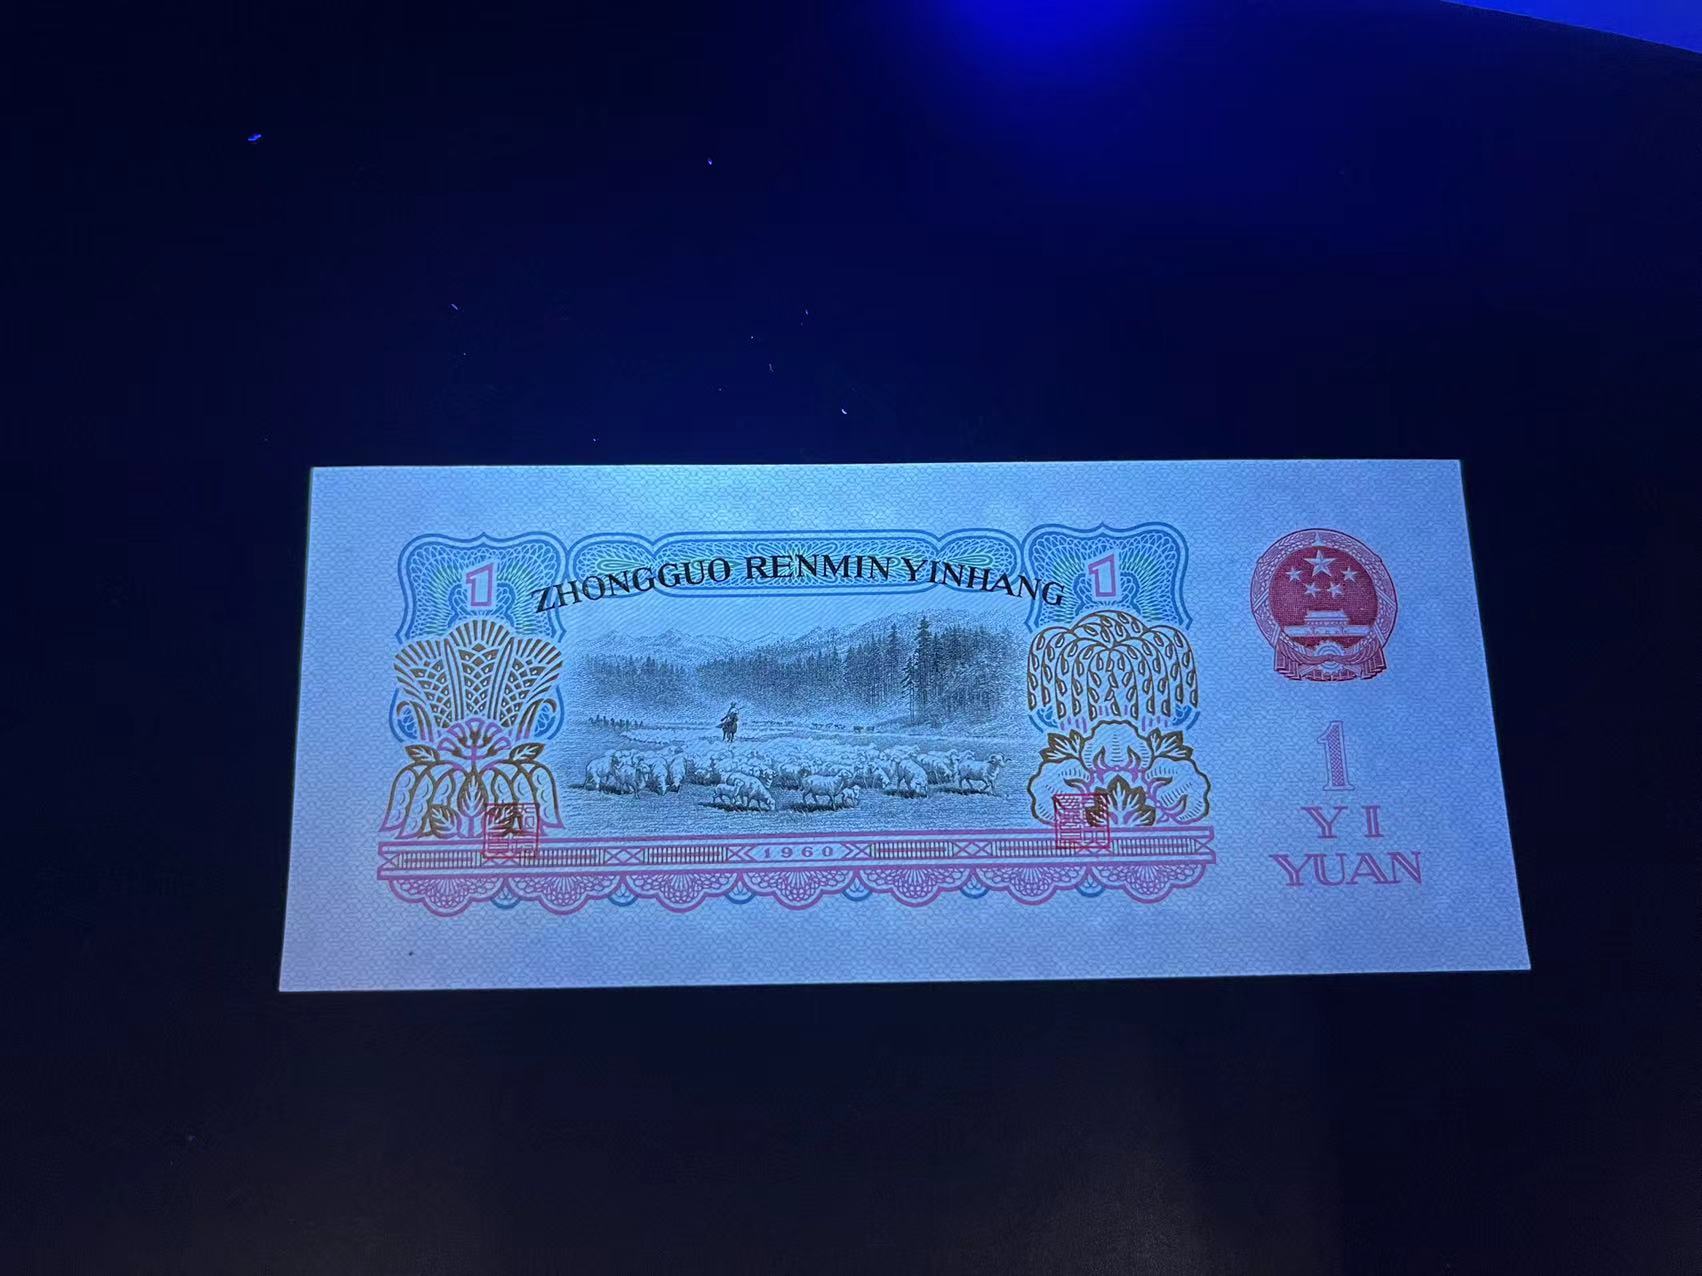 ZHONGGUO RENMIN YINHANG
1
1
1960
1
YI
YUAN